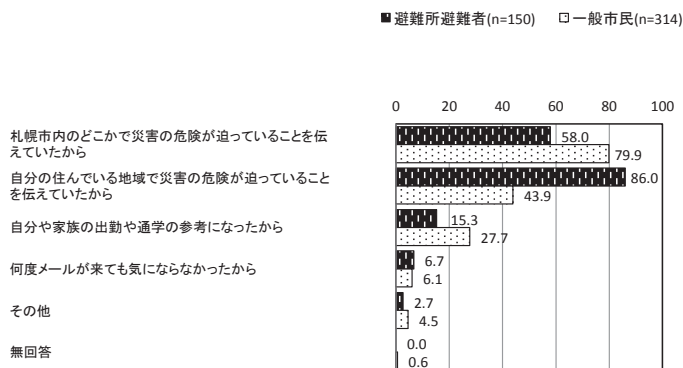 避難所避難者(n=150) 一般市民(n=314)
0 20 40 60 80 100
札幌市内のどこかで災害の危険が迫っていることを伝
えていたから
58.0
79.9
自分の住んでいる地域で災害の危険が迫っていること
を伝えていたから
86.0
43.9
自分や家族の出勤や通学の参考になったから
15.3
27.7
何度メールが来ても気にならなかったから
6.7
6.1
その他
2.7
4.5
無回答
0.0
0.6